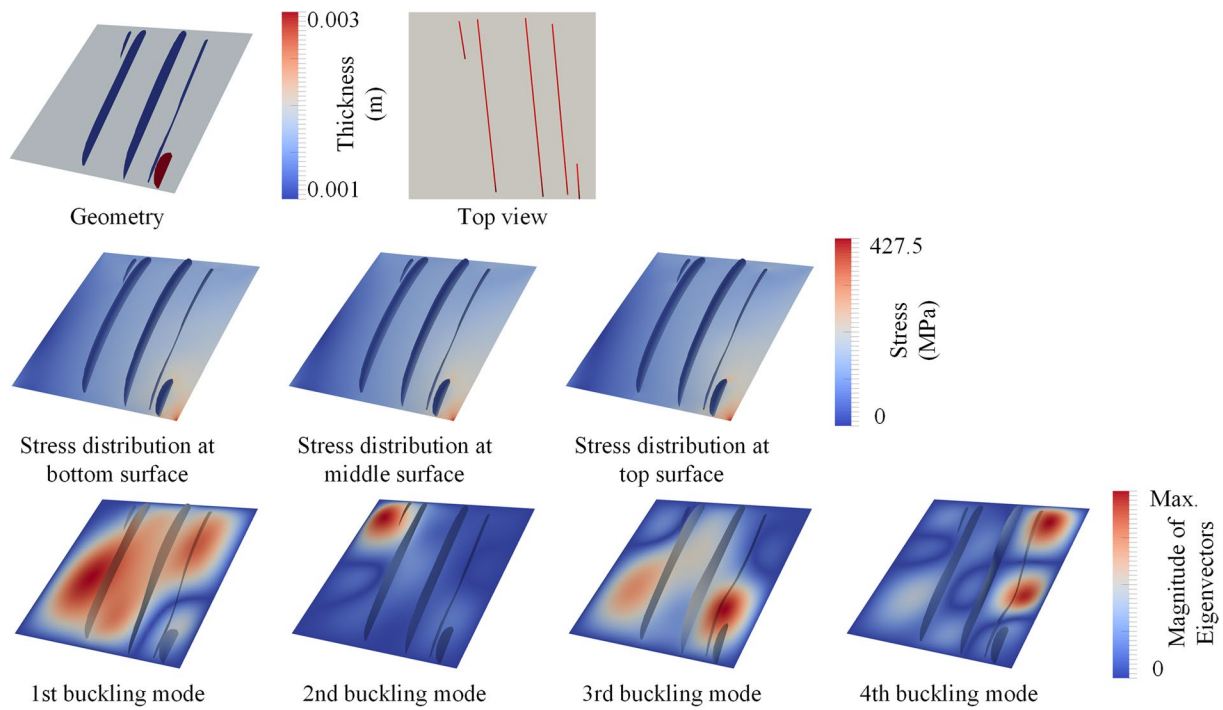 0.003
Thickness
(m)
0.001
Geometry
Top view
427.5
Stress
(MPa)
0
Stress distribution at
bottom surface
Stress distribution at
middle surface
Stress distribution at
top surface
Max.
Magnitude of
Eigenvectors
0
1st buckling mode
2nd buckling mode
3rd buckling mode
4th buckling mode